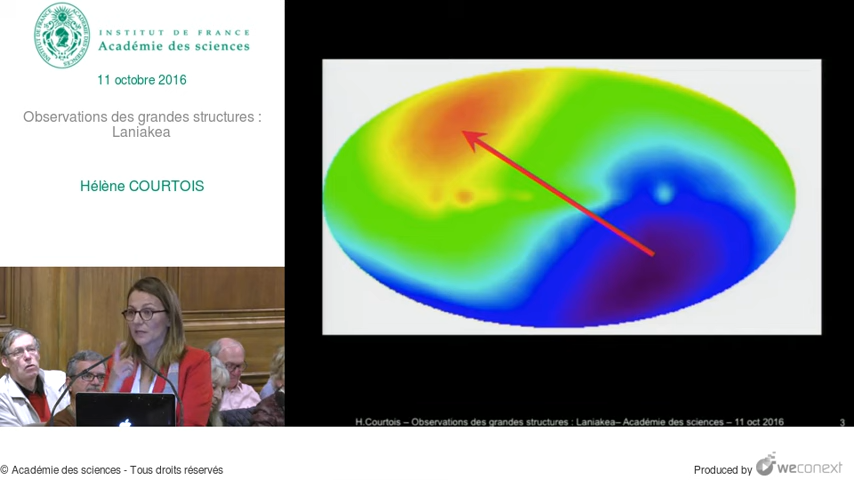 INSTITUT DE FRANCE
Académie des sciences
11 octobre 2016
Observations des grandes structures :
Laniakea
Hélène COURTOIS
H.Courtois – Observations des grandes structures : Laniakea– Académie des sciences – 11 oct 2016
3
© Académie des sciences - Tous droits réservés
Produced by weconext